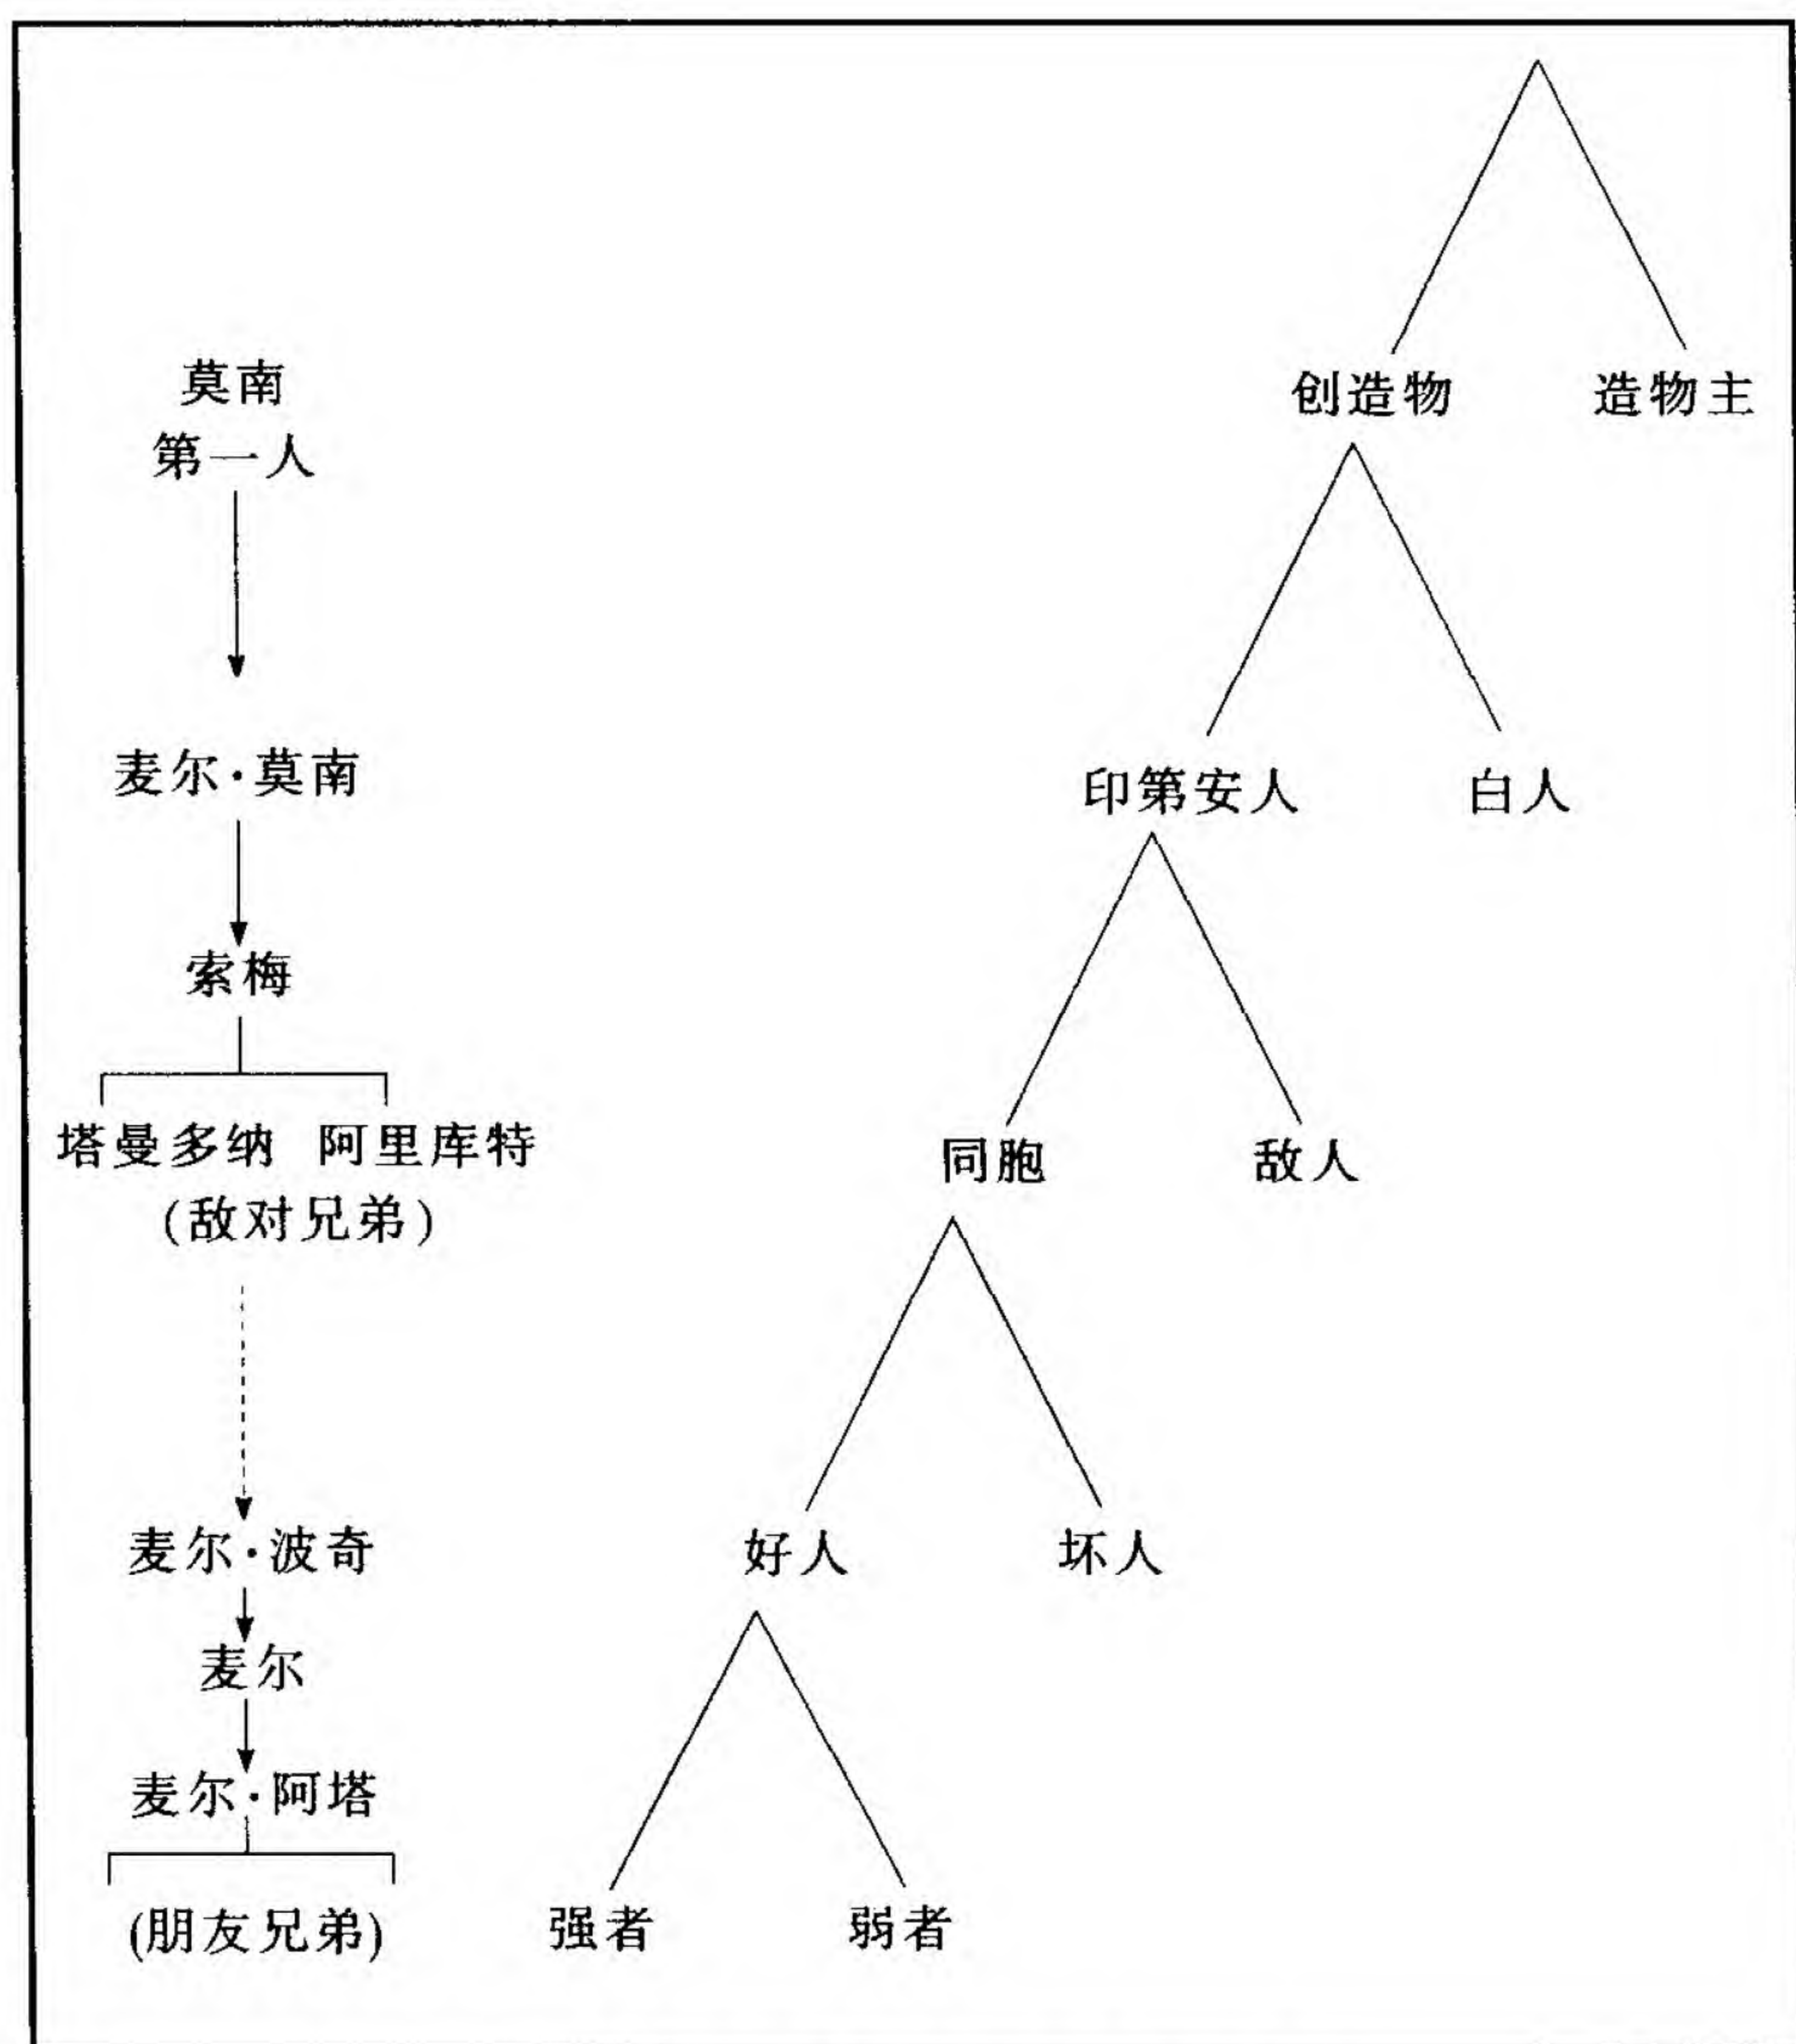 莫南
第一人
创造物 造物主
麦尔·莫南
印第安人 白人
索梅
塔曼多纳 阿里库特
(敌对兄弟)
同胞 敌人
麦尔·波奇
好人 坏人
麦尔
麦尔·阿塔
(朋友兄弟)
强者 弱者